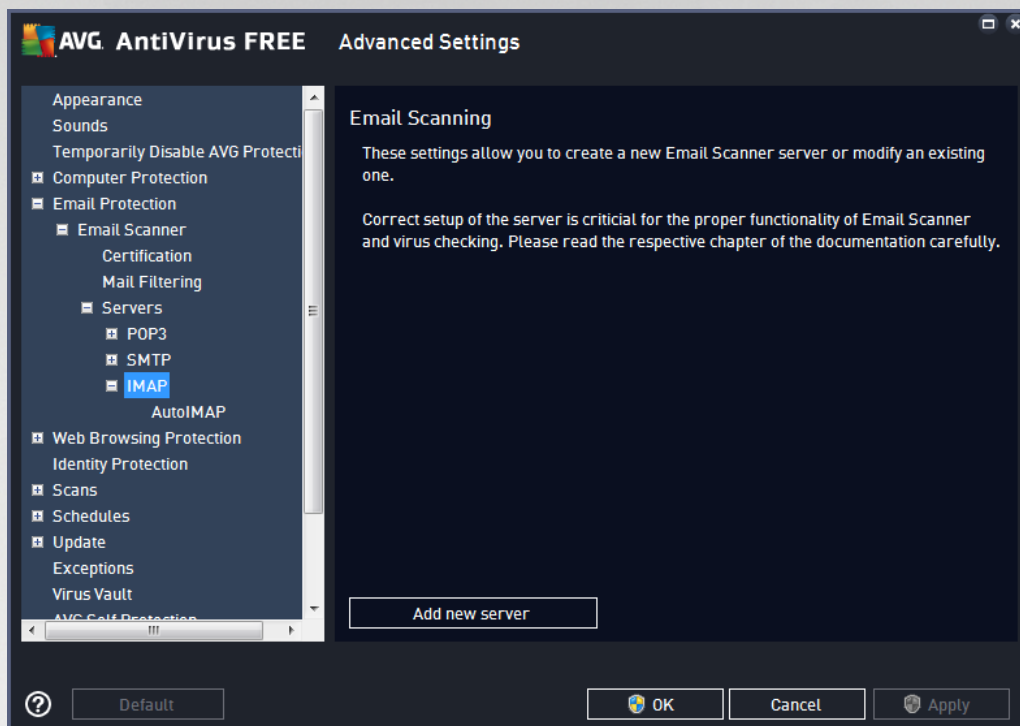 AVG. AntiVirus FREE Advanced Settings
Appearance
Sounds
Temporarily Disable AVG Protecti
Computer Protection
Email Protection
Email Scanner
Certification
Mail Filtering
Servers
POP3
SMTP
IMAP
AutoIMAP
Web Browsing Protection
Identity Protection
Scans
Schedules
Update
Exceptions
Virus Vault
AVG Self Protection
Email Scanning
These settings allow you to create a new Email Scanner server or modify an existing
one.
Correct setup of the server is criticial for the proper functionality of Email Scanner
and virus checking. Please read the respective chapter of the documentation carefully.
Add new server
Default
OK
Cancel
Apply